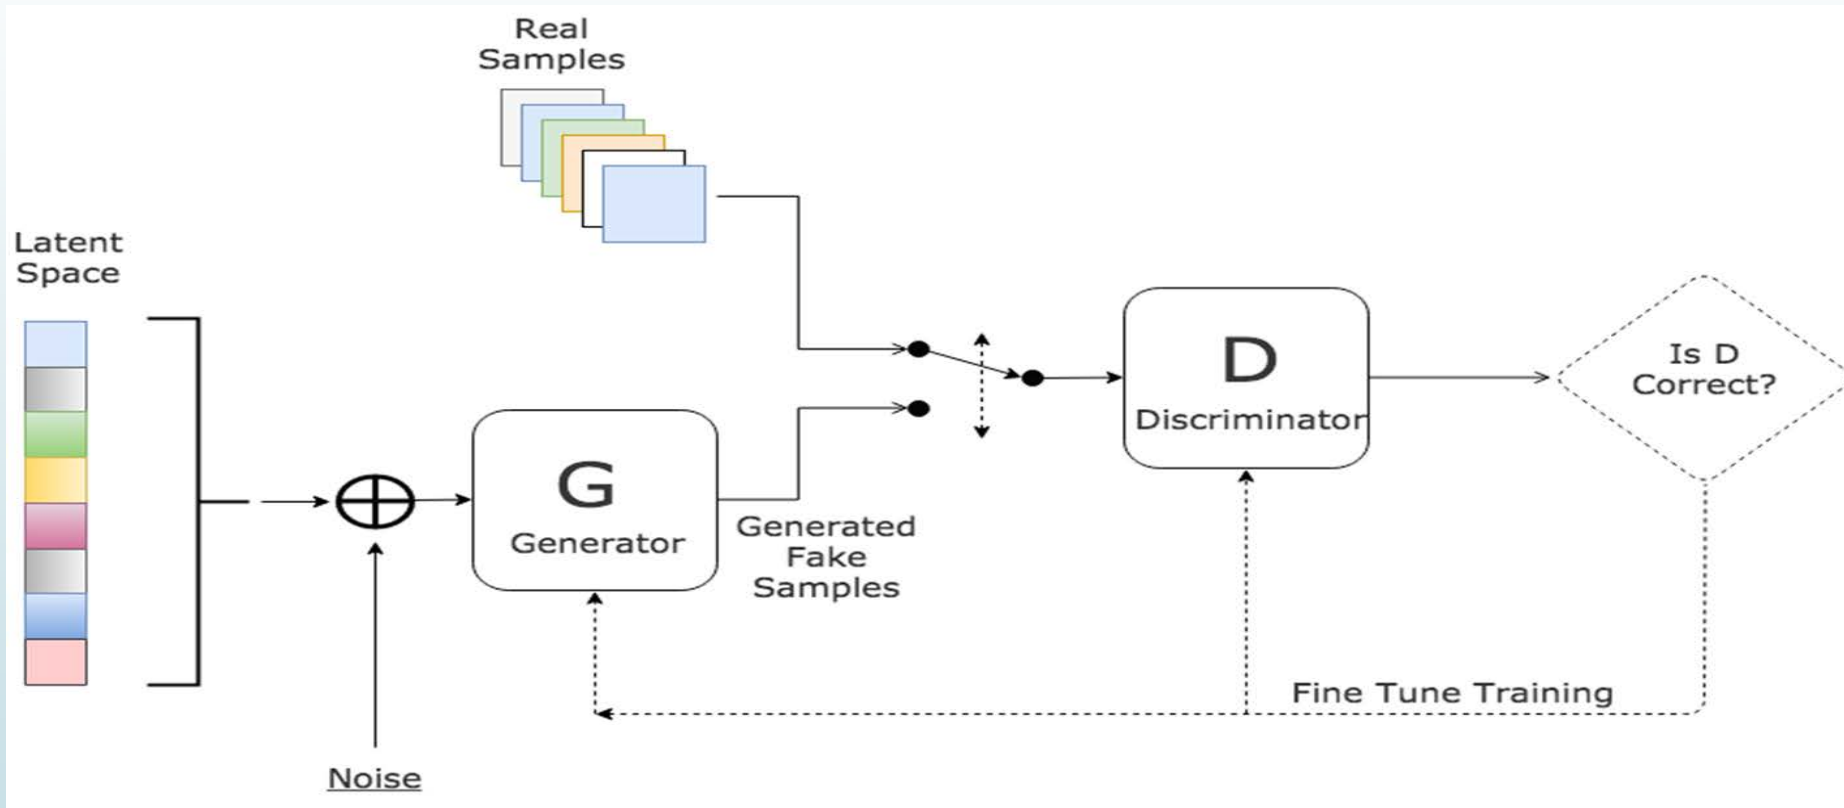 Real
Samples
Latent
Space
Is D
Correct?
D
Discriminator
G
Generator
Generated
Fake
Samples
Fine Tune Training
Noise